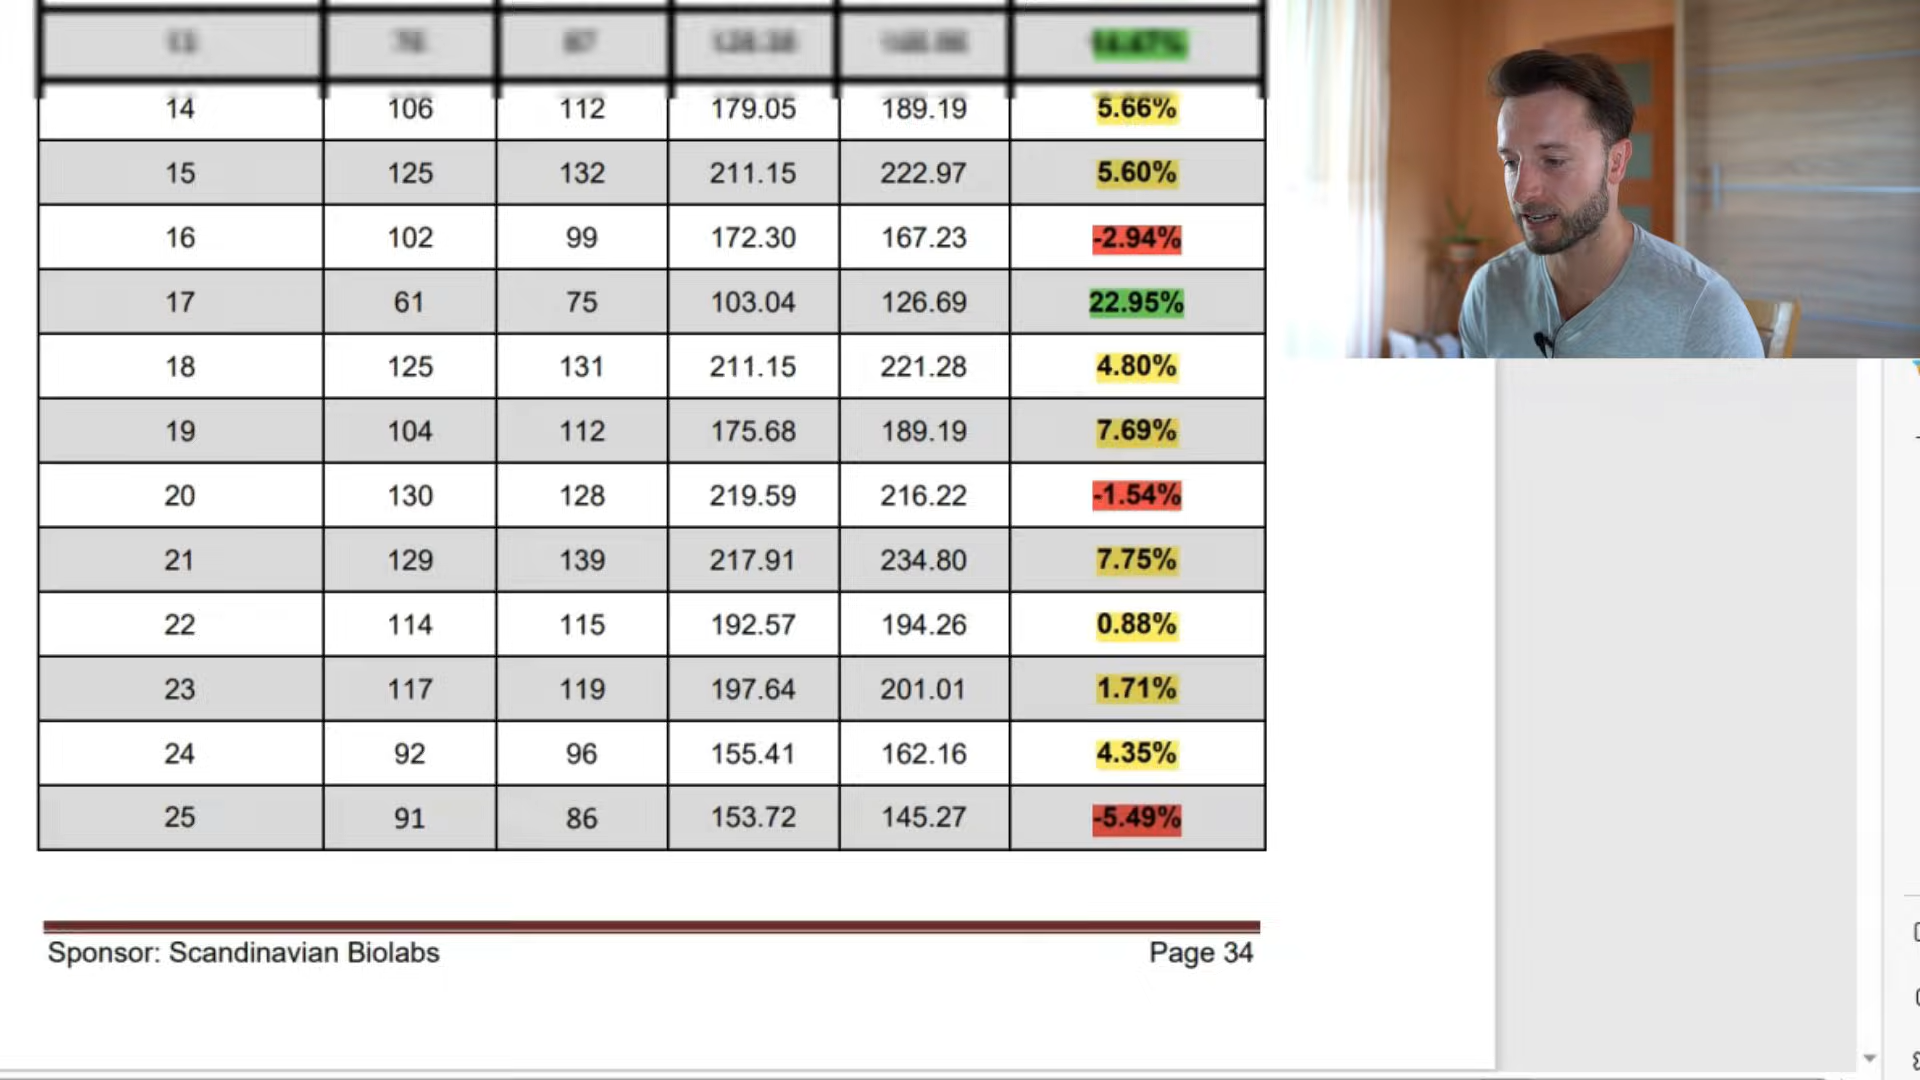 14 106 112 179.05 189.19 5.66%
15 125 132 211.15 222.97 5.60%
16 102 99 172.30 167.23 -2.94%
17 61 75 103.04 126.69 22.95%
18 125 131 211.15 221.28 4.80%
19 104 112 175.68 189.19 7.69%
20 130 128 219.59 216.22 -1.54%
21 129 139 217.91 234.80 7.75%
22 114 115 192.57 194.26 0.88%
23 117 119 197.64 201.01 1.71%
24 92 96 155.41 162.16 4.35%
25 91 86 153.72 145.27 -5.49%
Sponsor: Scandinavian Biolabs Page 34